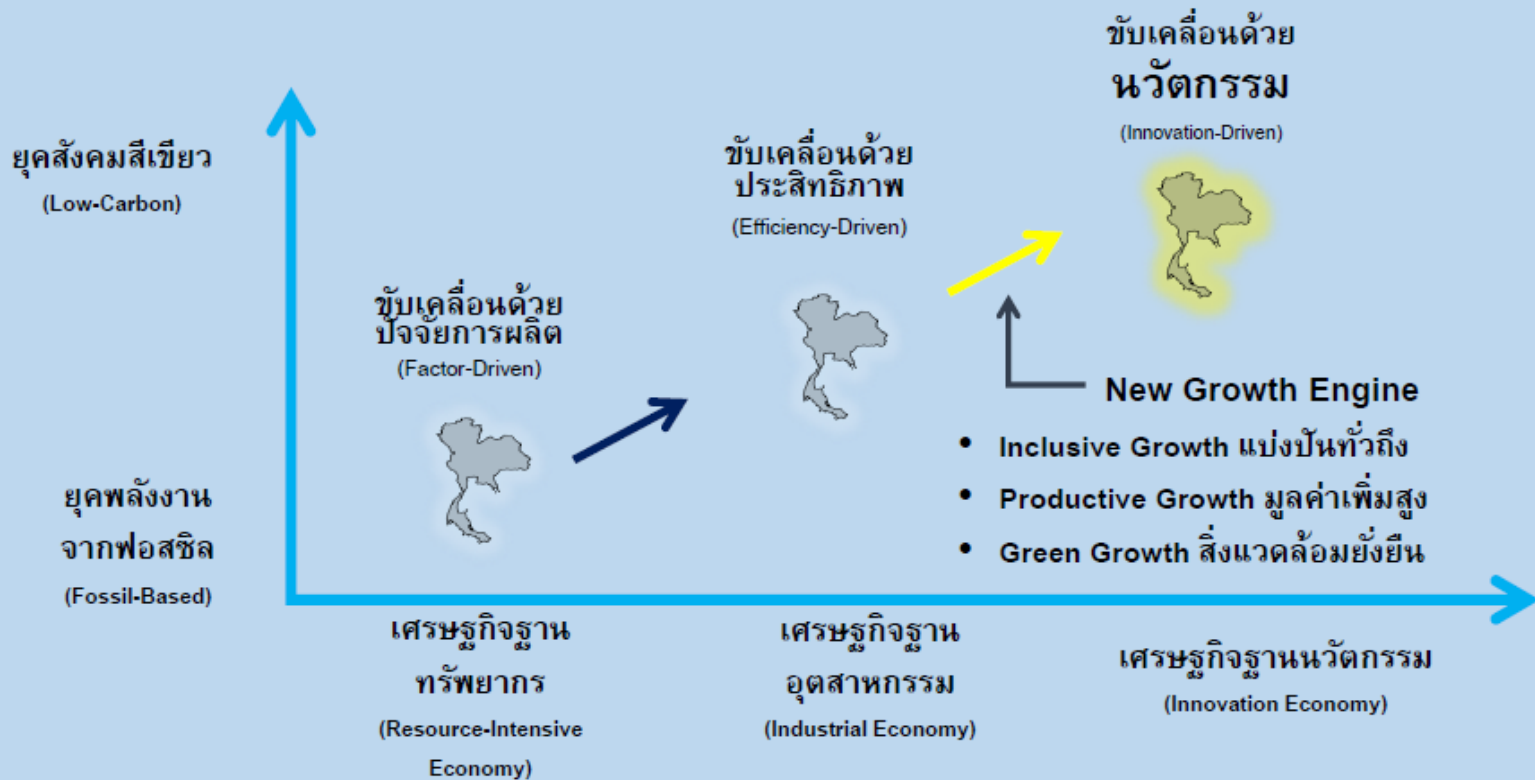 ขับเคลื่อนด้วย
นวัตกรรม
(Innovation-Driven)
ยุคสังคมสีเขียว
(Low-Carbon)
ขับเคลื่อนด้วย
ประสิทธิภาพ
(Efficiency-Driven)
ขับเคลื่อนด้วย
ปัจจัยการผลิต
(Factor-Driven)
New Growth Engine
• Inclusive Growth แบ่งปันทั่วถึง
• Productive Growth มูลค่าเพิ่มสูง
• Green Growth สิ่งแวดล้อมยั่งยืน
ยุคพลังงาน
จากฟอสซิล
(Fossil-Based)
เศรษฐกิจฐาน
ทรัพยากร
(Resource-Intensive
Economy)
เศรษฐกิจฐาน
อุตสาหกรรม
(Industrial Economy)
เศรษฐกิจฐานนวัตกรรม
(Innovation Economy)